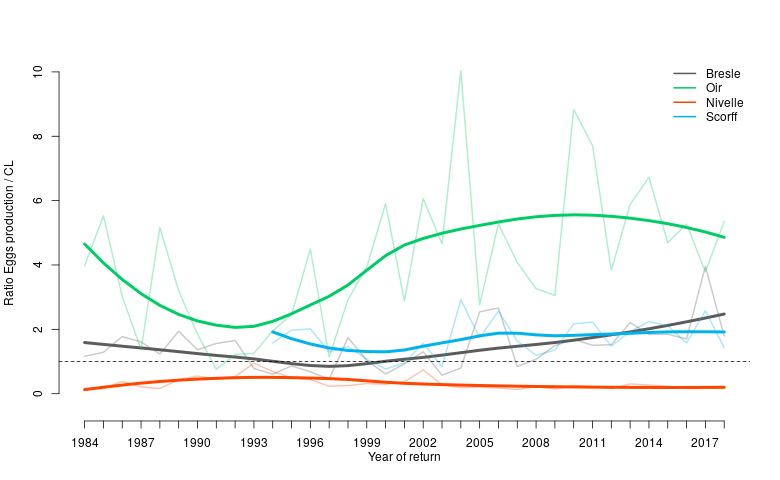 Bresle
Oir
Nivelle
Scorff
Ratio Eggs production / CL
10
8
6
4
2
0
1984 1987 1990 1993 1996 1999 2002 2005 2008 2011 2014 2017
Year of return